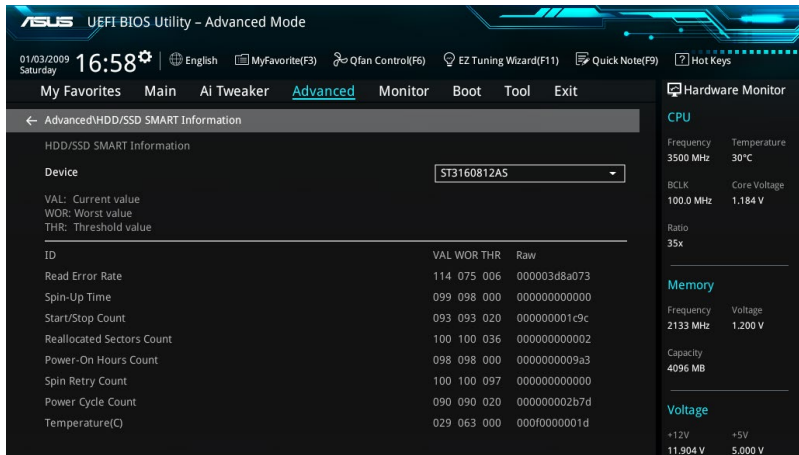 ASUS UEFI BIOS Utility – Advanced Mode
01/03/2009 Saturday 16:58 English MyFavorite(F3) Qfan Control(F6) EZ Tuning Wizard(F11) Quick Note(F9) ? Hot Keys
My Favorites Main Ai Tweaker Advanced Monitor Boot Tool Exit
← Advanced\HDD/SSD SMART Information
HDD/SSD SMART Information
Device ST3160812AS
VAL: Current value
WOR: Worst value
THR: Threshold value
ID VAL WOR THR Raw
Read Error Rate 114 075 006 000003d8a073
Spin-Up Time 099 098 000 000000000000
Start/Stop Count 093 093 020 000000001c9c
Reallocated Sectors Count 100 100 036 000000000002
Power-On Hours Count 098 098 000 0000000009a3
Spin Retry Count 100 100 097 000000000000
Power Cycle Count 090 090 020 000000002b7d
Temperature(C) 029 063 000 000f0000001d
Hardware Monitor
CPU
Frequency Temperature
3500 MHz 30°C
BCLK Core Voltage
100.0 MHz 1.184 V
Ratio
35x
Memory
Frequency Voltage
2133 MHz 1.200 V
Capacity
4096 MB
Voltage
+12V +5V
11.904 V 5.000 V